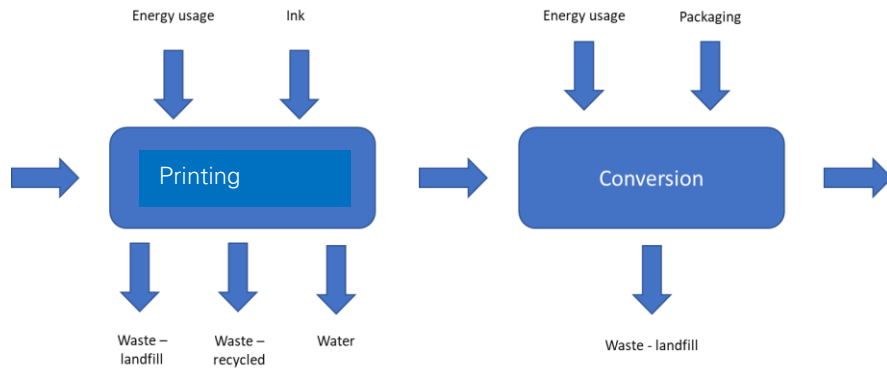 Energy usage
Ink
Energy usage
Packaging
Printing
Conversion
Waste –
landfill
Waste –
recycled
Water
Waste - landfill